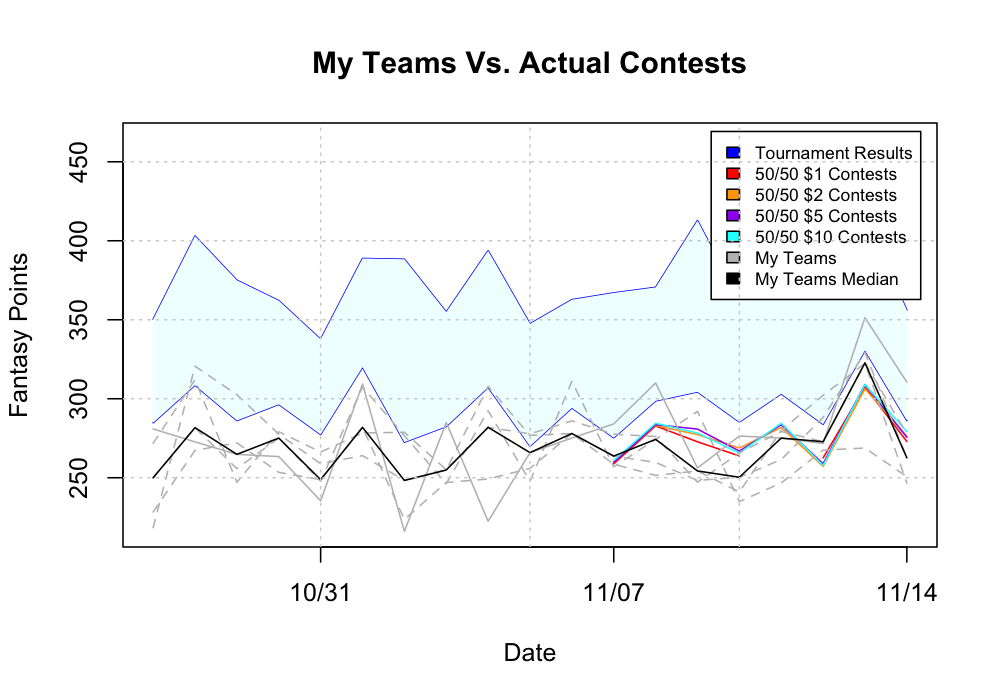 My Teams Vs. Actual Contests
Fantasy Points
450
400
350
300
250
Tournament Results
50/50 $1 Contests
50/50 $2 Contests
50/50 $5 Contests
50/50 $10 Contests
My Teams
My Teams Median
10/31
11/07
11/14
Date